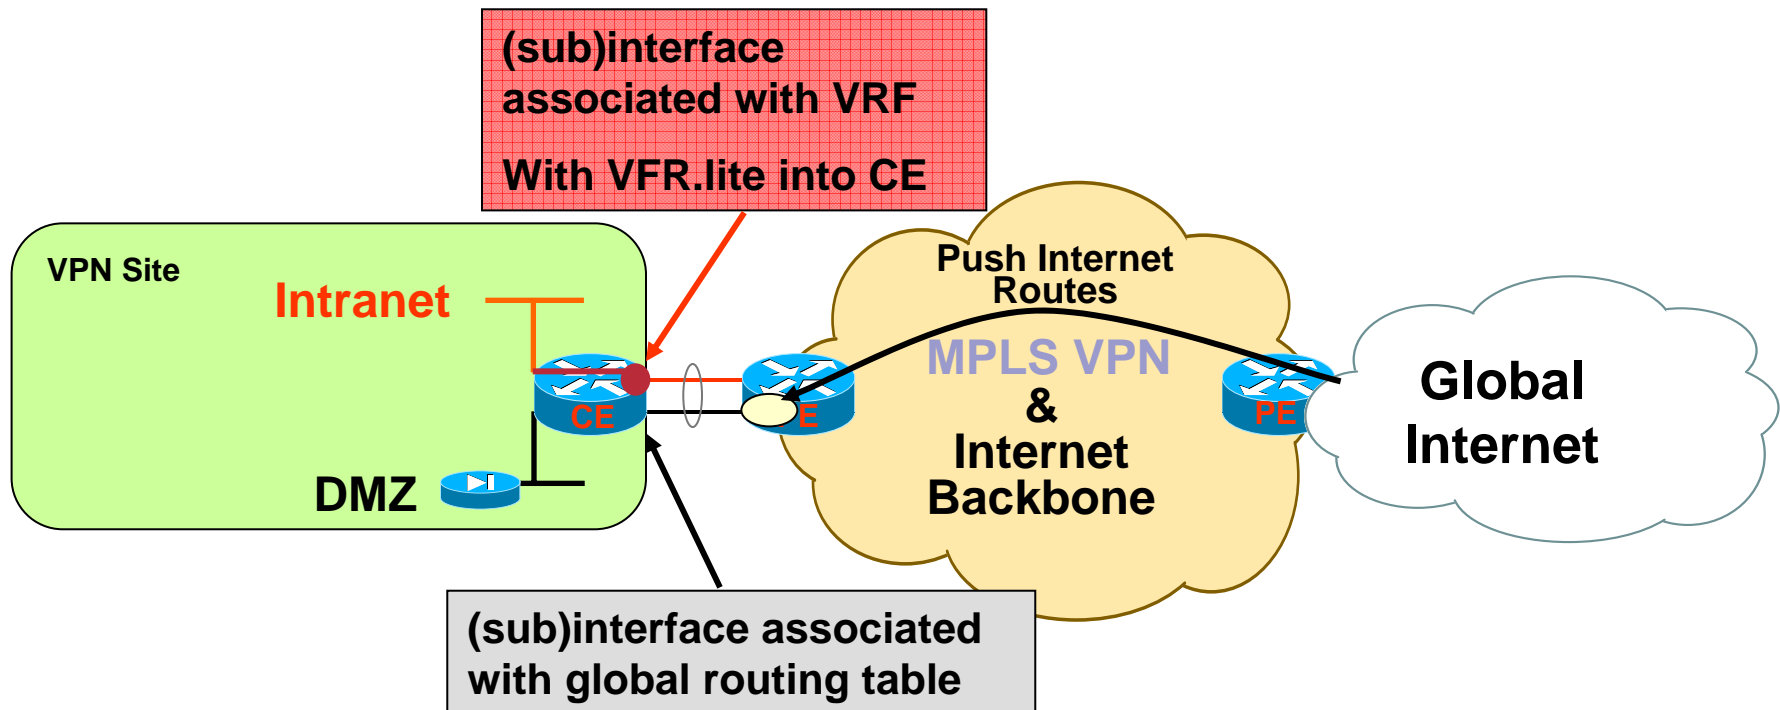 (sub)interface
associated with VRF
With VFR.lite into CE
VPN Site
Intranet
Push Internet
Routes
MPLS VPN
&
Internet
Backbone
CE
E
PE
Global
Internet
DMZ
(sub)interface associated
with global routing table